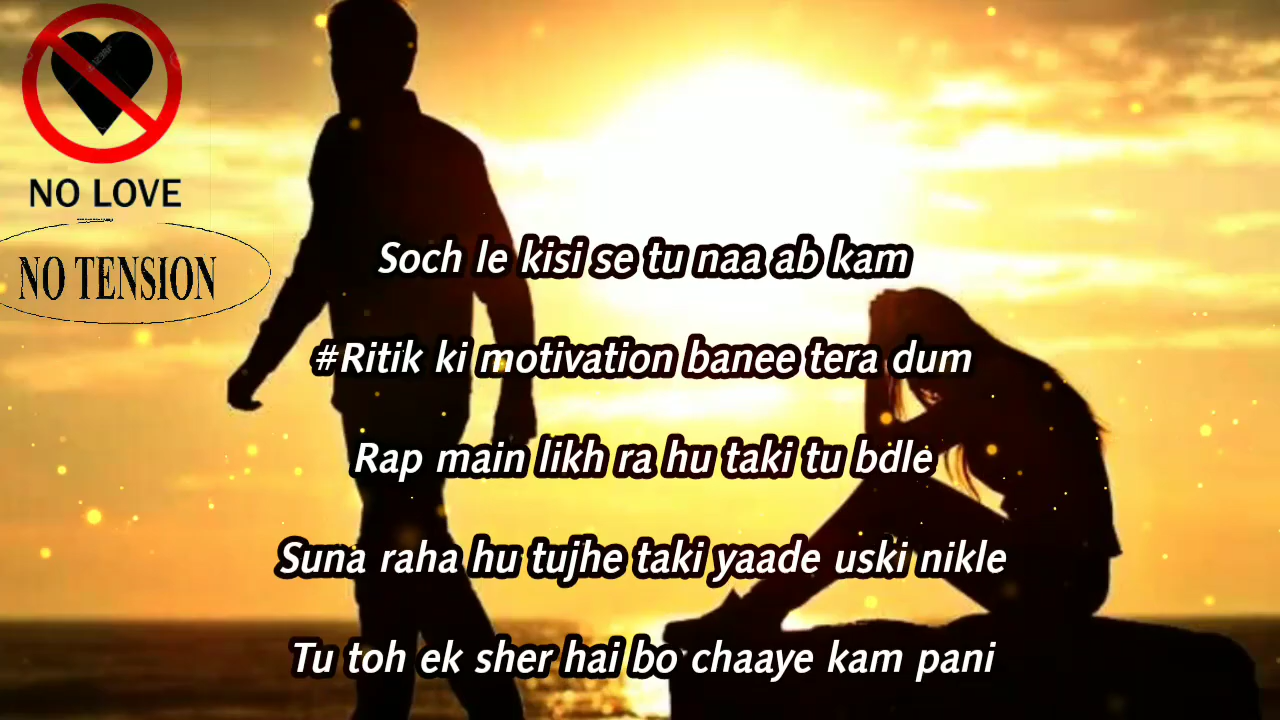 NO LOVE
NO TENSION
Soch le kisi se tu naa ab kam
#Ritik ki motivation banee tera dum
Rap main likh ra hu taki tu bdle
Suna raha hu tujhe taki yaade uski nikle
Tu toh ek sher hai bo chaaye kam pani